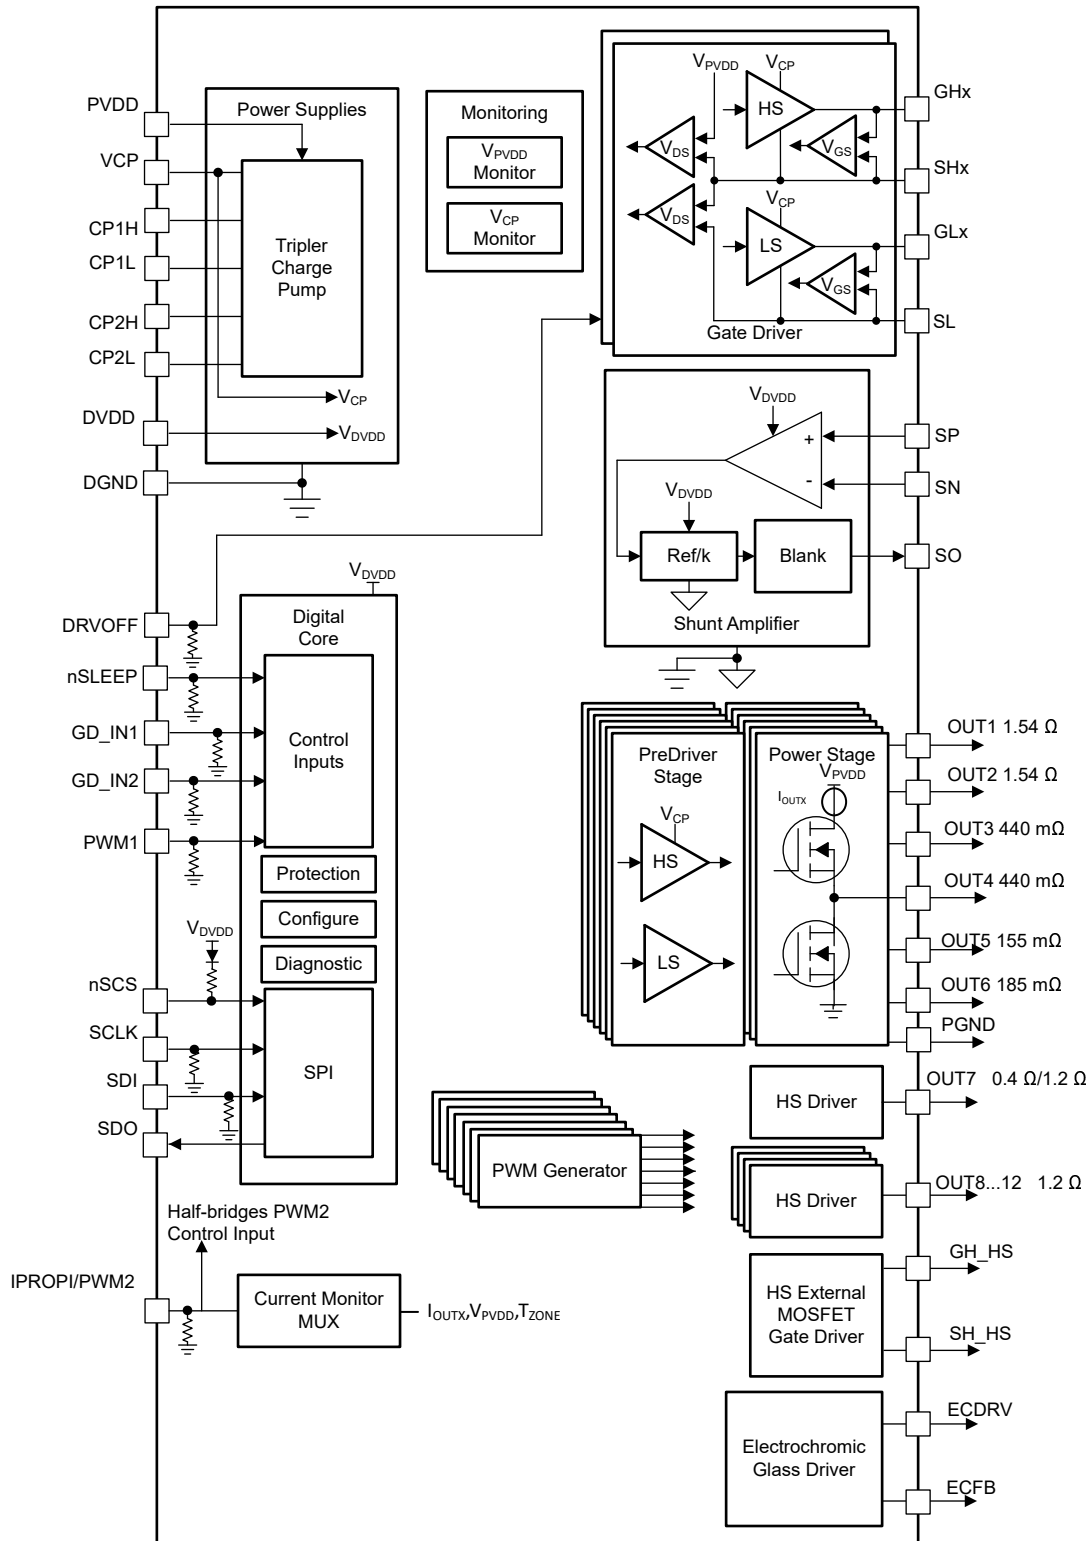 PVDD
VCP
CP1H
CP1L
CP2H
CP2L
DVDD
DGND
Power Supplies
Tripler
Charge
Pump
VCP
VDVDD
Monitoring
VPVDD
Monitor
VCP
Monitor
VPVDD
VCP
HS
VDS
VGS
VDS
VCP
LS
VGS
Gate Driver
GHx
SHx
GLx
SL
VDVDD
+
-
VDVDD
Ref/k
Blank
Shunt Amplifier
SP
SN
SO
DRVOFF
nSLEEP
GD_IN1
GD_IN2
PWM1
VDVDD
nSCS
SCLK
SDI
SDO
VDVDD
Digital
Core
Control
Inputs
Protection
Configure
Diagnostic
SPI
PreDriver
Stage
VCP
HS
LS
Power Stage
VPVDD
IOUTX
OUT1 1.54 Ω
OUT2 1.54 Ω
OUT3 440 mΩ
OUT4 440 mΩ
OUT5 155 mΩ
OUT6 185 mΩ
PGND
HS Driver
OUT7 0.4 Ω/1.2 Ω
PWM Generator
HS Driver
OUT8...12 1.2 Ω
Half-bridges PWM2
Control Input
IPROPI/PWM2
Current Monitor
MUX
IOUTX,VPVDD,TZONE
HS External
MOSFET
Gate Driver
GH_HS
SH_HS
Electrochromic
Glass Driver
ECDRV
ECFB